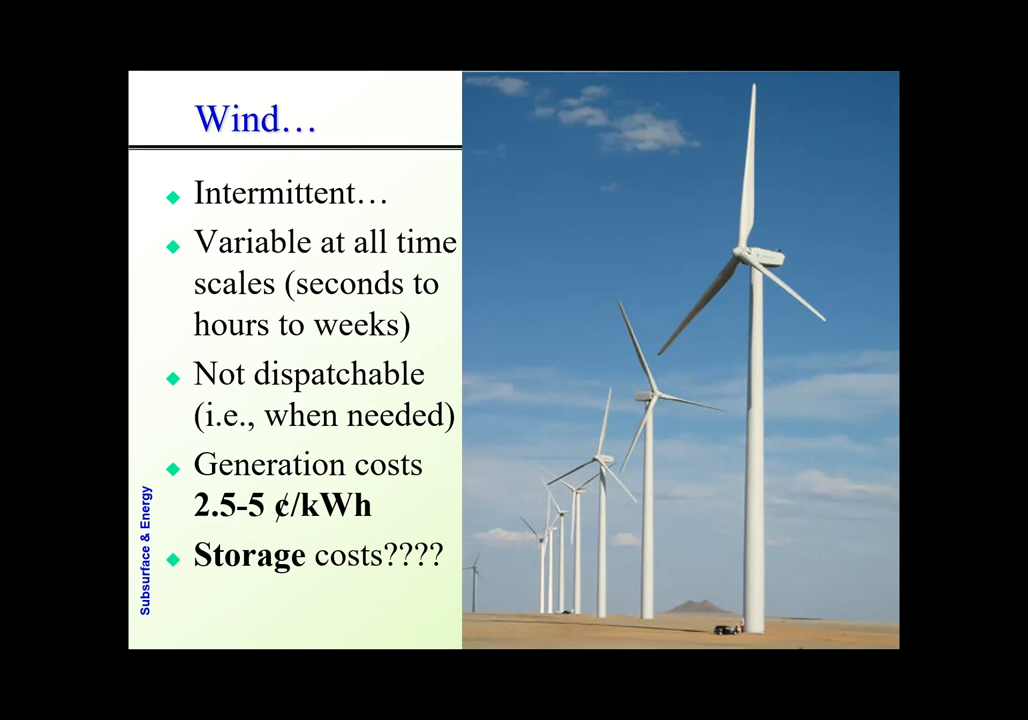 Wind…
Intermittent…
Variable at all time
scales (seconds to
hours to weeks)
Not dispatchable
(i.e., when needed)
Generation costs
2.5-5 ¢/kWh
Storage costs????
Subsurface & Energy